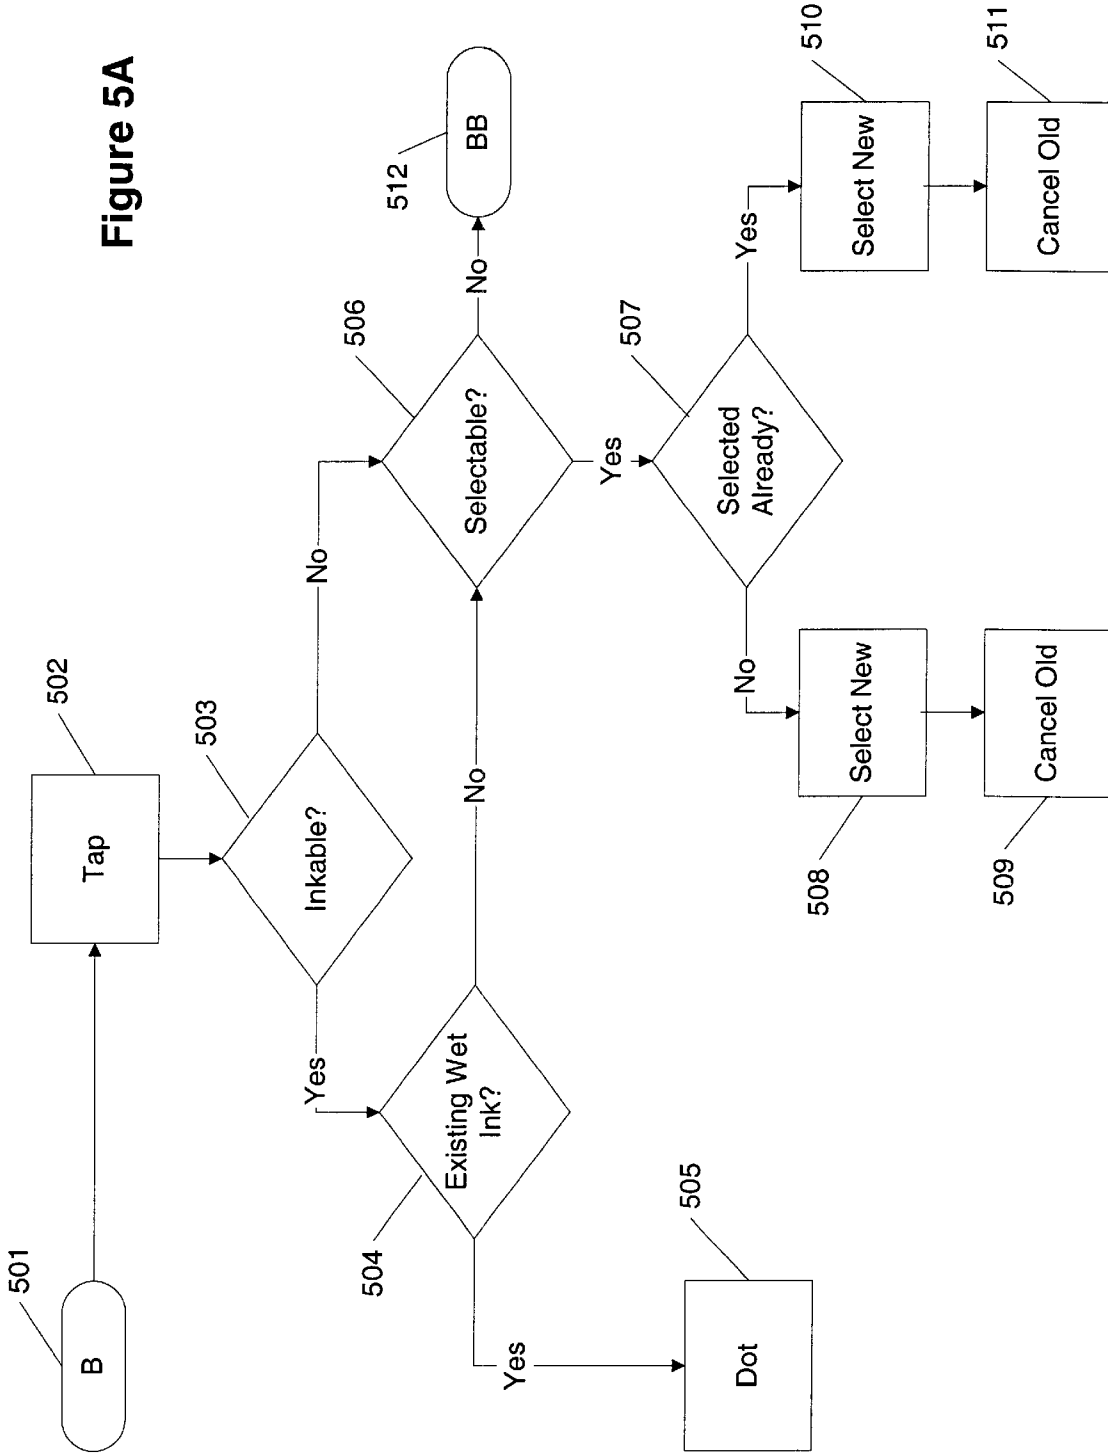 Figure 5A
501
B
502
Tap
503
Inkable?
Yes
No
504
Existing Wet
Ink?
Yes
No
505
Dot
506
Selectable?
No
512
BB
Yes
507
Selected
Already?
No
Yes
508
Select New
509
Cancel Old
510
Select New
511
Cancel Old